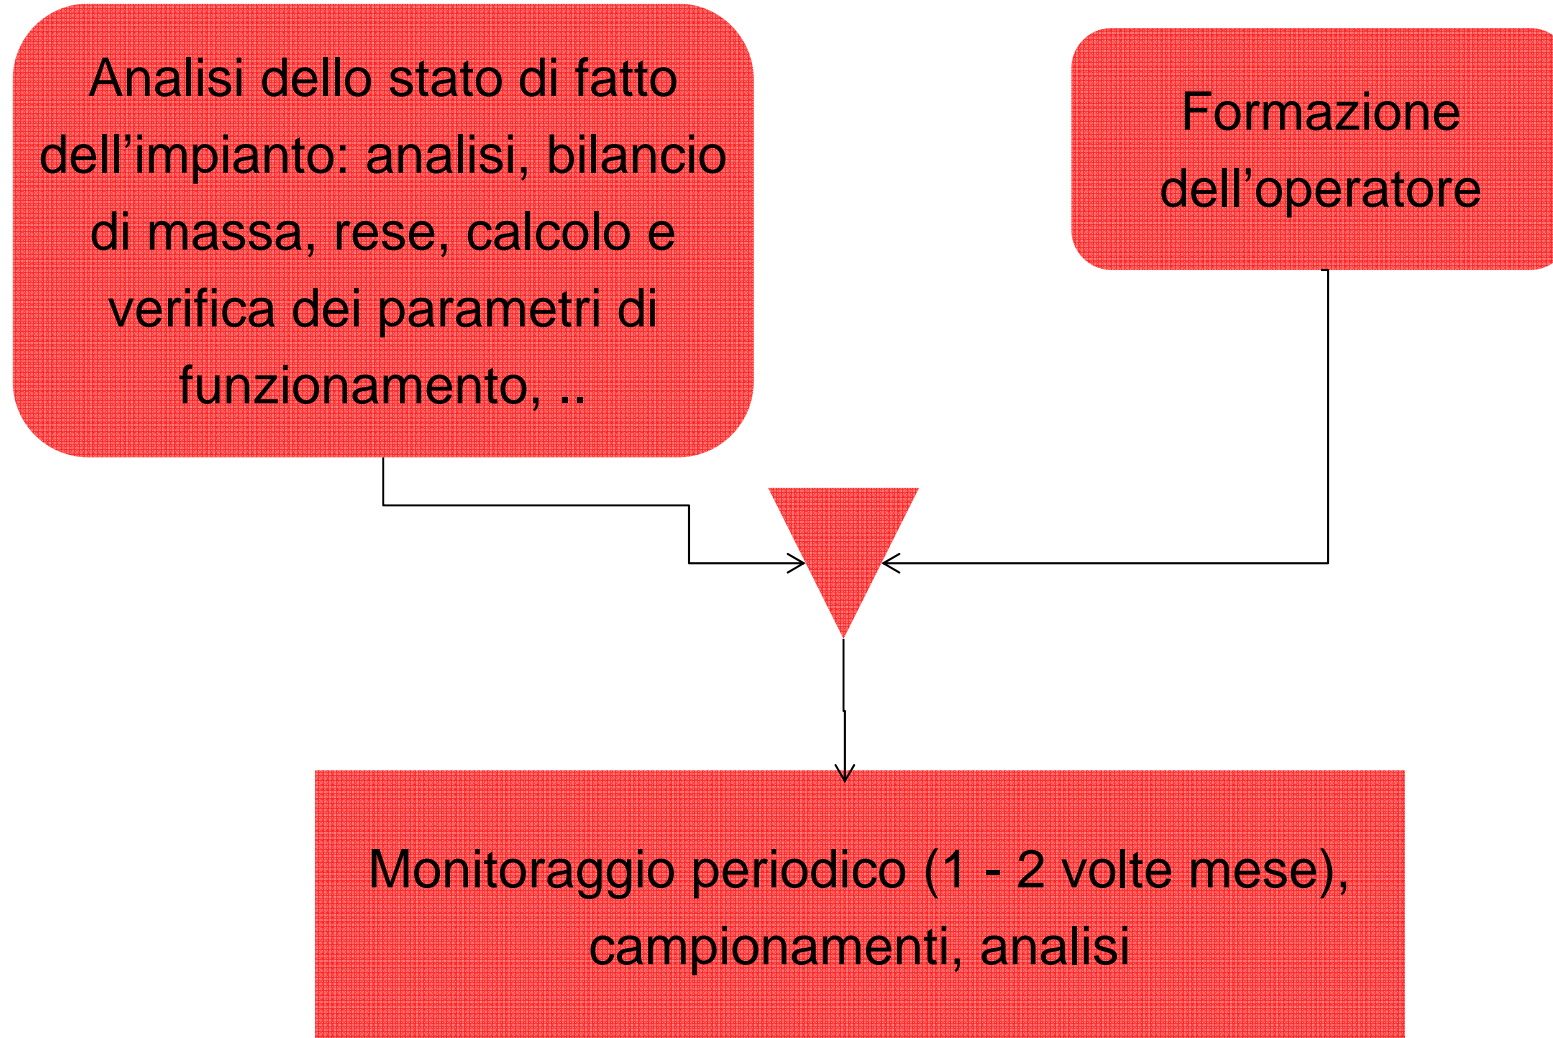 Analisi dello stato di fatto
dell’impianto: analisi, bilancio
di massa, rese, calcolo e
verifica dei parametri di
funzionamento, ..
Formazione
dell’operatore
Monitoraggio periodico (1 - 2 volte mese),
campionamenti, analisi